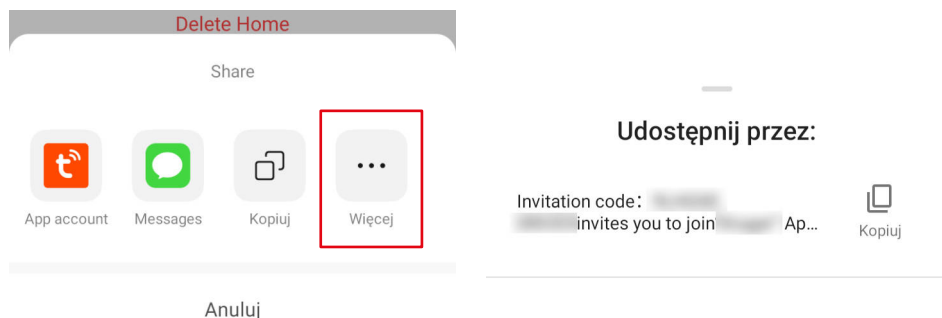 Delete Home
Share
App account Messages Kopiuj Więcej
Anuluj
Udostępnij przez:
Invitation code:
invites you to join Ap...
Kopiuj